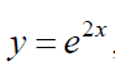 y = e^{2x},